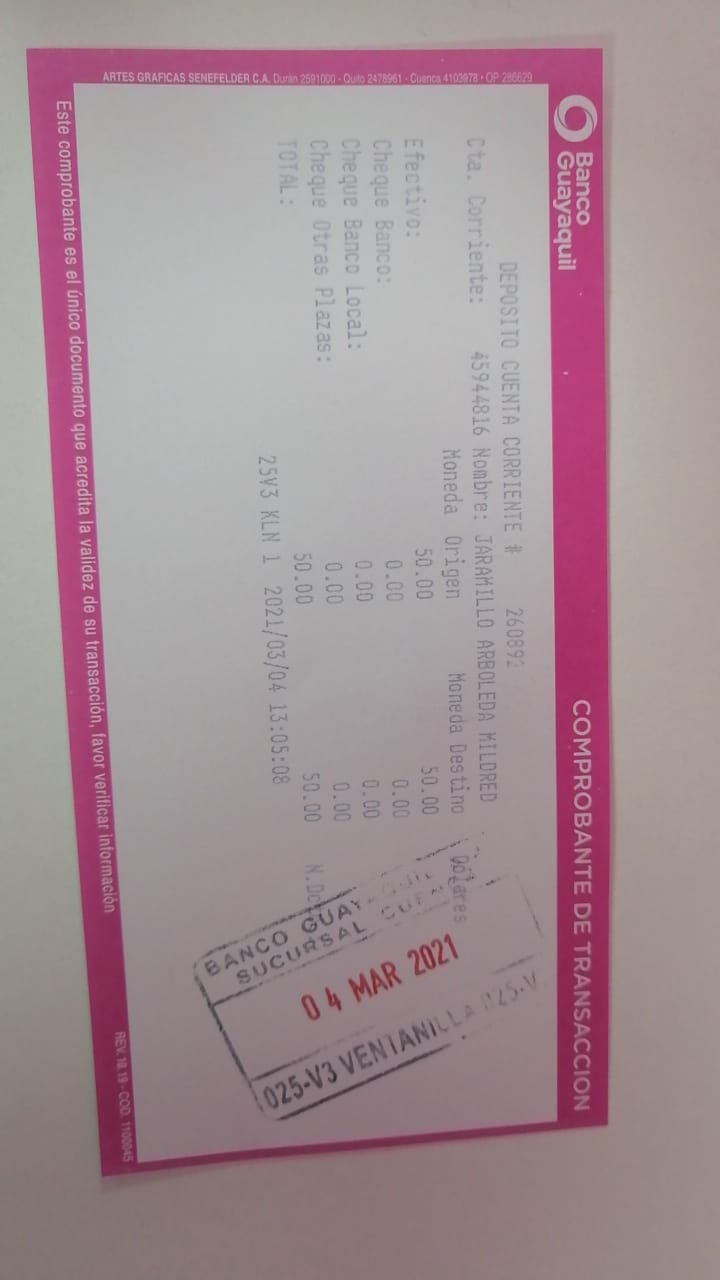 ARTES GRAFICAS SENEFELDER C.A. Durán 2591000 - Quito 2478961 - Cuenca 4103978 • OP 286629
Banco
Guayaquil
COMPROBANTE DE TRANSACCION
DEPOSITO CUENTA CORRIENTE # 260892
Cta. Corriente: 45944816 Nombre: JARAMILLO ARBOLEDA MILDRED
Moneda Origen Moneda Destino Dólares
Efectivo: 50.00 50.00
Cheque Banco: 0.00 0.00
Cheque Banco Local: 0.00 0.00
Cheque Otras Plazas: 0.00 0.00
TOTAL: 50.00 50.00
25V3 KLN 1 2021/03/04 13:05:08
BANCO
SUCURSAL
04 MAR 2021
025-V3 VENTANILLA 025-V
Este comprobante es el único documento que acredita la validez de su transacción, favor verificar información
REV. 10.19 - COD. 1100045